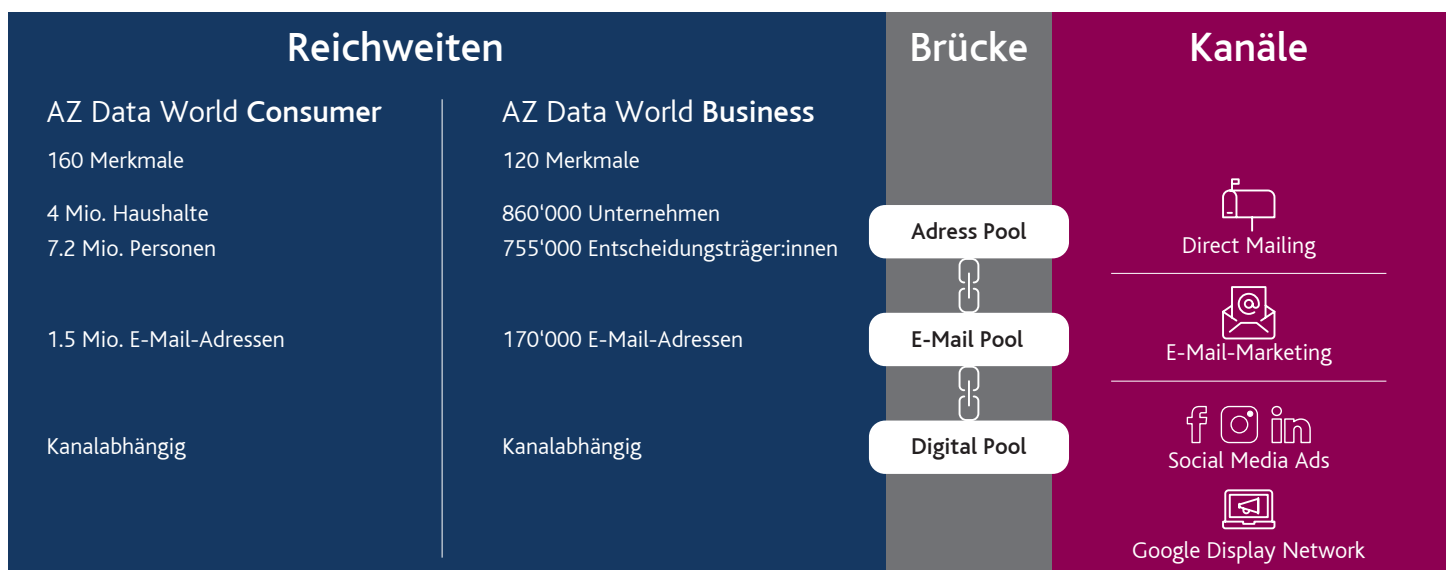 Reichweiten
AZ Data World Consumer
160 Merkmale
4 Mio. Haushalte
7.2 Mio. Personen
1.5 Mio. E-Mail-Adressen
Kanalabhängig
AZ Data World Business
120 Merkmale
860‘000 Unternehmen
755‘000 Entscheidungsträger:innen
170‘000 E-Mail-Adressen
Kanalabhängig
Brücke
Adress Pool
E-Mail Pool
Digital Pool
Kanäle
Direct Mailing
@
E-Mail-Marketing
f in
Social Media Ads
Google Display Network